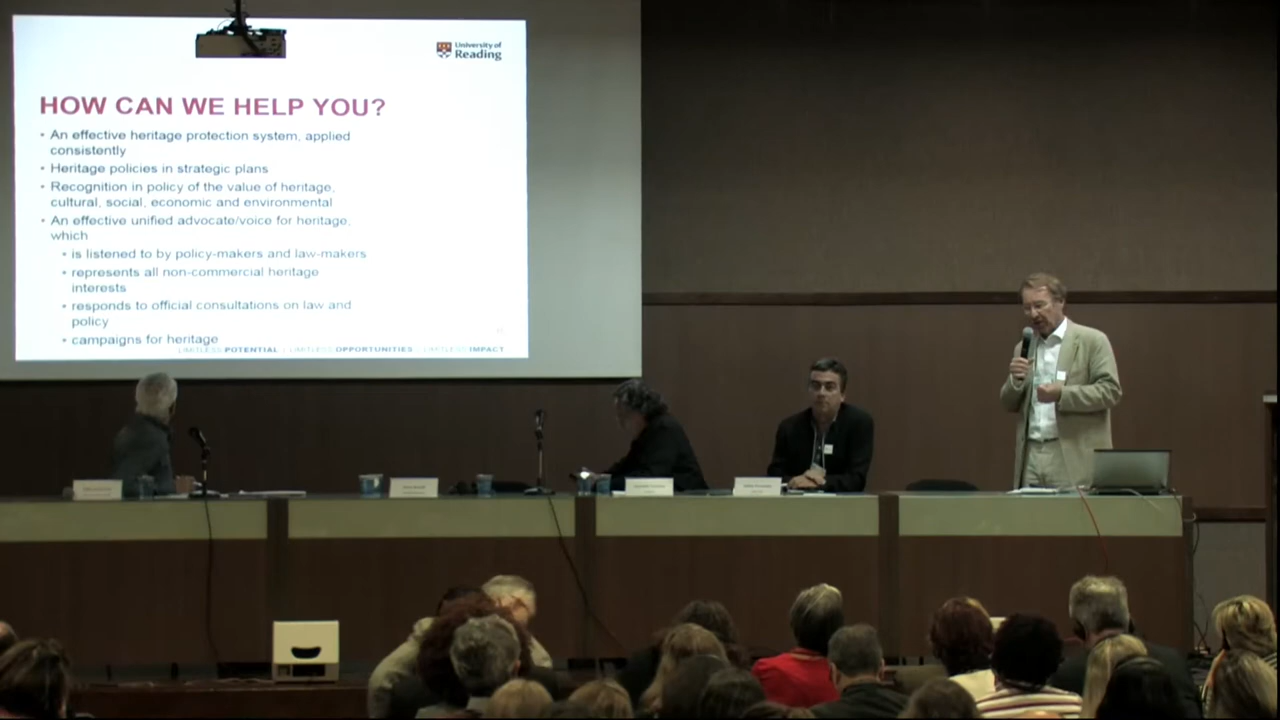 University of
Reading
HOW CAN WE HELP YOU?
• An effective heritage protection system, applied
consistently
• Heritage policies in strategic plans
• Recognition in policy of the value of heritage,
cultural, social, economic and environmental
• An effective unified advocate/voice for heritage,
which
• is listened to by policy-makers and law-makers
• represents all non-commercial heritage
interests
• responds to official consultations on law and
policy
• campaigns for heritage
LIMITLESS POTENTIAL | LIMITLESS OPPORTUNITIES | LIMITLESS IMPACT